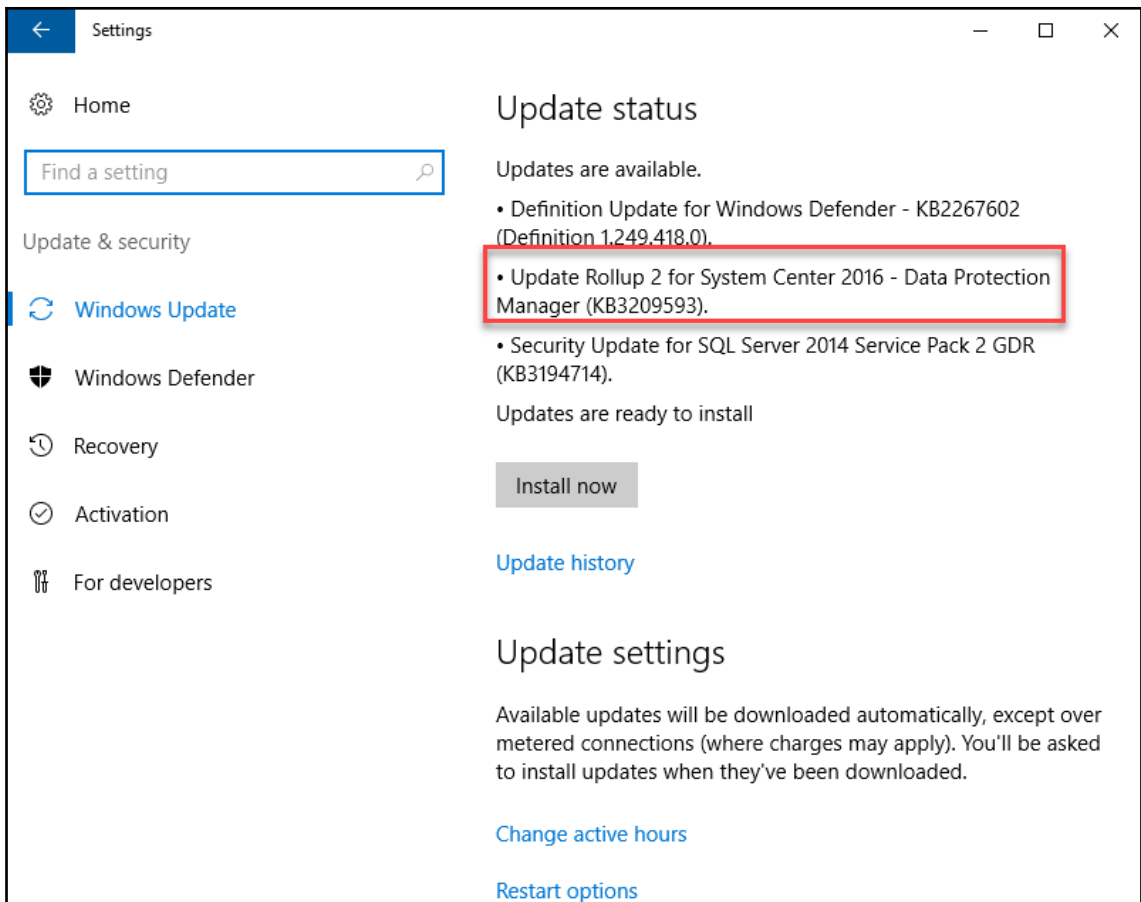 Settings
Home
Find a setting
Update & security
Windows Update
Windows Defender
Recovery
Activation
For developers
Update status
Updates are available.
• Definition Update for Windows Defender - KB2267602
(Definition 1.249.418.0).
• Update Rollup 2 for System Center 2016 - Data Protection
Manager (KB3209593).
• Security Update for SQL Server 2014 Service Pack 2 GDR
(KB3194714).
Updates are ready to install
Install now
Update history
Update settings
Available updates will be downloaded automatically, except over
metered connections (where charges may apply). You'll be asked
to install updates when they've been downloaded.
Change active hours
Restart options